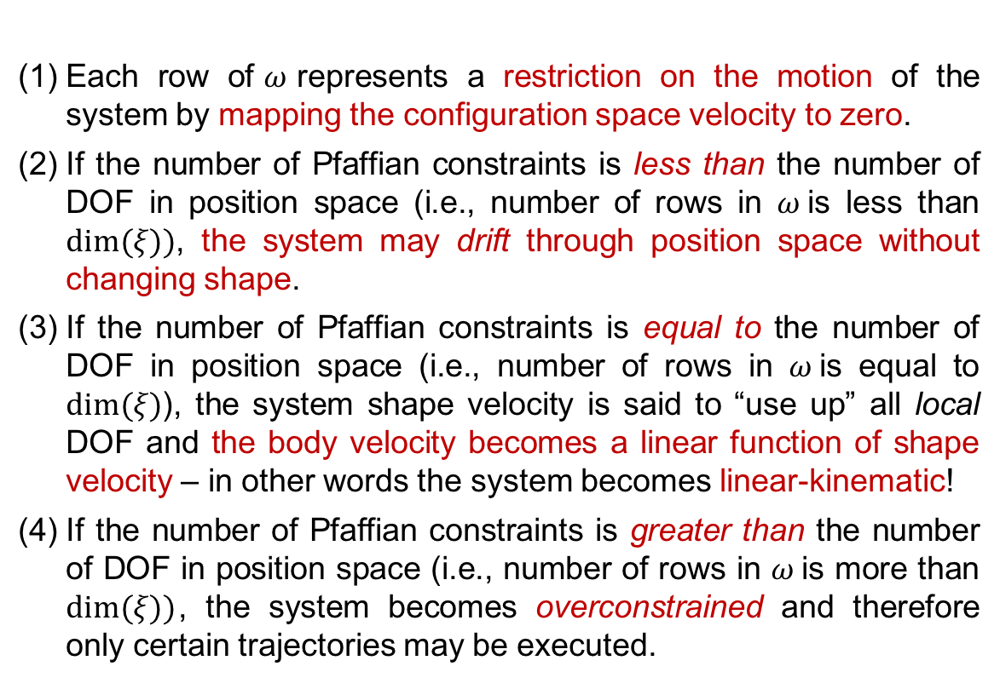 (1) Each row of ω represents a restriction on the motion of the
system by mapping the configuration space velocity to zero.
(2) If the number of Pfaffian constraints is less than the number of
DOF in position space (i.e., number of rows in ω is less than
dim(ξ)), the system may drift through position space without
changing shape.
(3) If the number of Pfaffian constraints is equal to the number of
DOF in position space (i.e., number of rows in ω is equal to
dim(ξ)), the system shape velocity is said to “use up” all local
DOF and the body velocity becomes a linear function of shape
velocity – in other words the system becomes linear-kinematic!
(4) If the number of Pfaffian constraints is greater than the number
of DOF in position space (i.e., number of rows in ω is more than
dim(ξ)), the system becomes overconstrained and therefore
only certain trajectories may be executed.